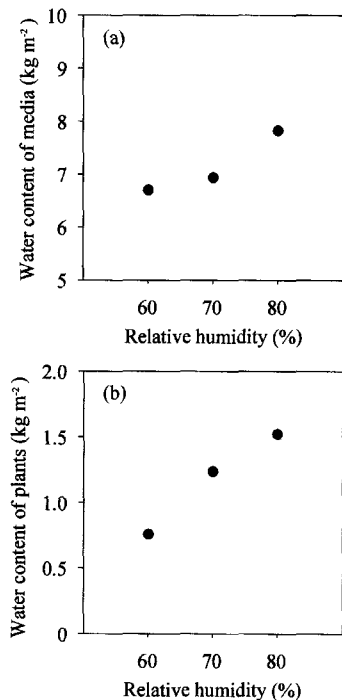 (a)
Water content of media (kg m⁻²)
10
9
8
7
6
5
60 70 80
Relative humidity (%)
(b)
Water content of plants (kg m⁻²)
2.0
1.5
1.0
0.5
0
60 70 80
Relative humidity (%)